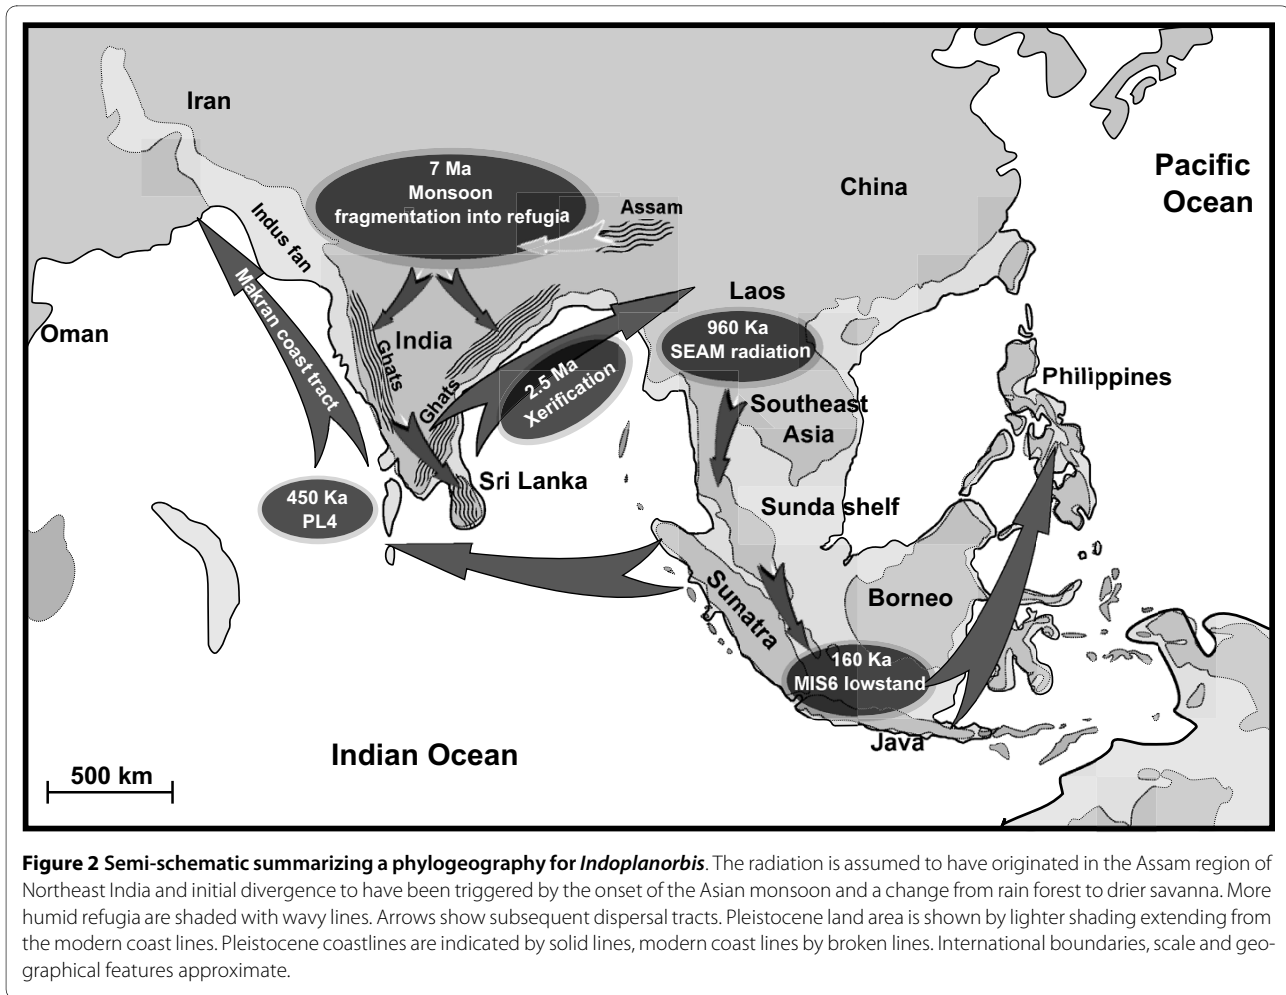 Iran
7 Ma
Monsoon
fragmentation into refugia
Assam
China
Pacific
Ocean
Indus fan
Makran coast tract
Oman
India
Ghats
Ghats
2.5 Ma
Xerification
Laos
960 Ka
SEAM radiation
Southeast
Asia
Philippines
Sri Lanka
450 Ka
PL4
Sunda shelf
Sumatra
Borneo
160 Ka
MIS6 lowstand
Java
Indian Ocean
500 km
Figure 2 Semi-schematic summarizing a phylogeography for Indoplanorbis. The radiation is assumed to have originated in the Assam region of
Northeast India and initial divergence to have been triggered by the onset of the Asian monsoon and a change from rain forest to drier savanna. More
humid refugia are shaded with wavy lines. Arrows show subsequent dispersal tracts. Pleistocene land area is shown by lighter shading extending from
the modern coast lines. Pleistocene coastlines are indicated by solid lines, modern coast lines by broken lines. International boundaries, scale and geo-
graphical features approximate.